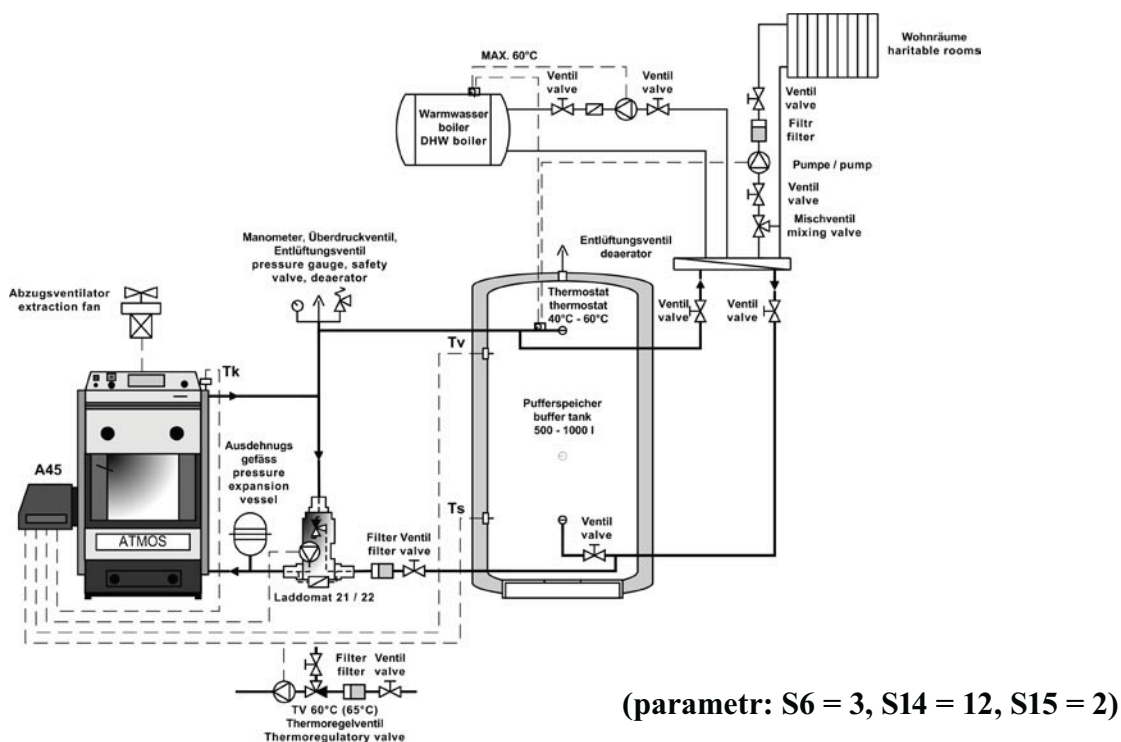 Wohnräume
haritable rooms
MAX. 60°C
Ventil
valve
Ventil
valve
Warmwasser
boiler
DHW boiler
Ventil
valve
Filtr
filter
Pumpe / pump
Ventil
valve
Mischventil
mixing valve
Manometer, Überdruckventil,
Entlüftungsventil
pressure gauge, safety
valve, deaerator
Entlüftungsventil
deaerator
Abzugsventilator
extraction fan
Thermostat
thermostat
40°C - 60°C
Ventil
valve
Ventil
valve
Tv
Tk
Pufferspeicher
buffer tank
500 - 1000 l
Ausdehnugs
gefäss
pressure
expansion
vessel
A45
Ts
ATMOS
Filter Ventil
filter valve
Ventil
valve
Laddomat 21 / 22
Filter Ventil
filter valve
TV 60°C (65°C)
Thermoregelventil
Thermoregulatory valve
(parametr: S6 = 3, S14 = 12, S15 = 2)